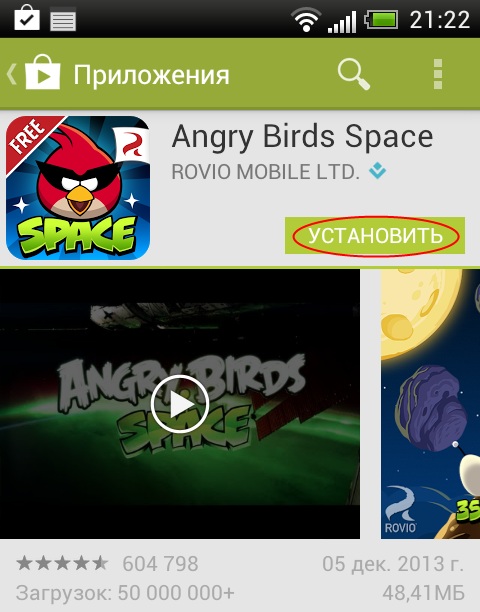 21:22
Приложения
FREE
SPACE
Angry Birds Space
ROVIO MOBILE LTD.
УСТАНОВИТЬ
ANGRY BIRDS
SPACE
ROVIO
35
604 798
05 дек. 2013 г.
Загрузок: 50 000 000+
48,41МБ